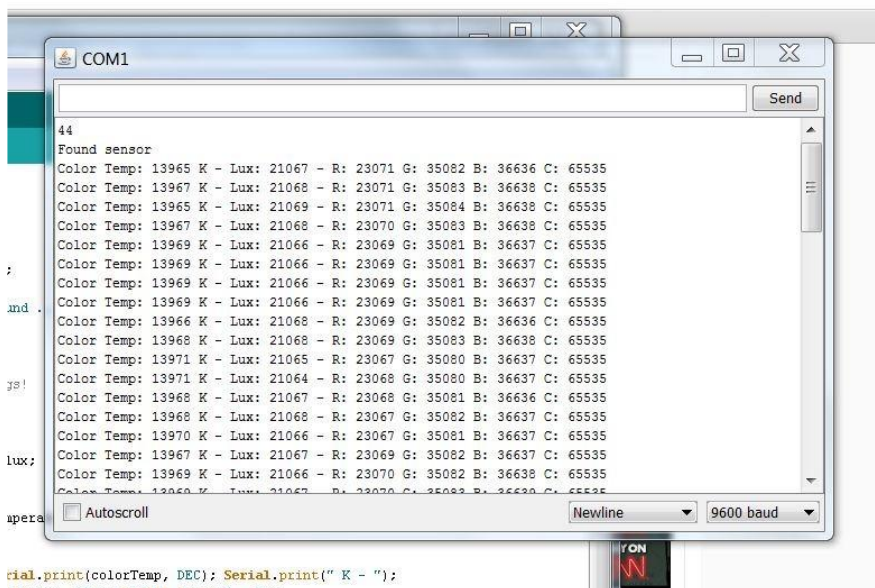 COM1
Send
44
Found sensor
Color Temp: 13965 K - Lux: 21067 - R: 23071 G: 35082 B: 36636 C: 65535
Color Temp: 13967 K - Lux: 21068 - R: 23071 G: 35083 B: 36638 C: 65535
Color Temp: 13965 K - Lux: 21069 - R: 23071 G: 35084 B: 36638 C: 65535
Color Temp: 13967 K - Lux: 21068 - R: 23070 G: 35083 B: 36638 C: 65535
Color Temp: 13969 K - Lux: 21066 - R: 23069 G: 35081 B: 36637 C: 65535
Color Temp: 13969 K - Lux: 21066 - R: 23069 G: 35081 B: 36637 C: 65535
; Color Temp: 13969 K - Lux: 21066 - R: 23069 G: 35081 B: 36637 C: 65535
und . Color Temp: 13969 K - Lux: 21066 - R: 23069 G: 35081 B: 36637 C: 65535
Color Temp: 13966 K - Lux: 21068 - R: 23069 G: 35082 B: 36636 C: 65535
Color Temp: 13968 K - Lux: 21068 - R: 23069 G: 35083 B: 36638 C: 65535
Color Temp: 13971 K - Lux: 21065 - R: 23067 G: 35080 B: 36637 C: 65535
gs! Color Temp: 13971 K - Lux: 21064 - R: 23068 G: 35080 B: 36637 C: 65535
Color Temp: 13968 K - Lux: 21067 - R: 23068 G: 35081 B: 36636 C: 65535
Color Temp: 13968 K - Lux: 21068 - R: 23067 G: 35082 B: 36637 C: 65535
Color Temp: 13970 K - Lux: 21066 - R: 23067 G: 35081 B: 36637 C: 65535
lux; Color Temp: 13967 K - Lux: 21067 - R: 23069 G: 35082 B: 36637 C: 65535
Color Temp: 13969 K - Lux: 21066 - R: 23070 G: 35082 B: 36638 C: 65535
mpera Autoscroll Newline 9600 baud
YON
rial.print(colorTemp, DEC); Serial.print(" K - ");